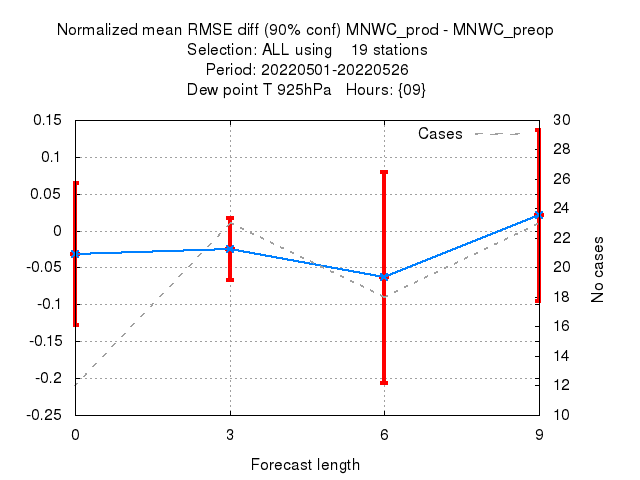 Normalized mean RMSE diff (90% conf) MNWC_prod - MNWC_preop
Selection: ALL using    19 stations
Period: 20220501-20220526
Dew point T 925hPa   Hours: {09}
Cases
0.15
0.1
0.05
0
-0.05
-0.1
-0.15
-0.2
-0.25
30
28
26
24
22
20
18
16
14
12
10
No cases
0 3 6 9
Forecast length